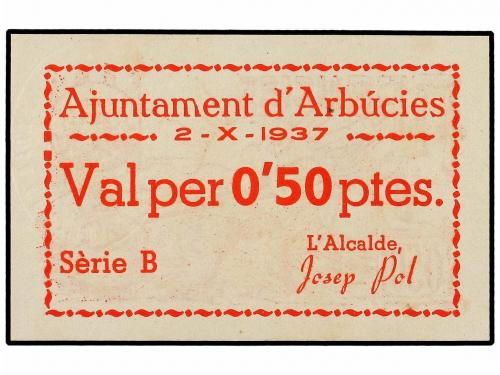 Ajuntament d'Arbúcies
2-X-1937
Val per 0'50 ptes.
Sèrie B
L'Alcalde,
Josep Pol